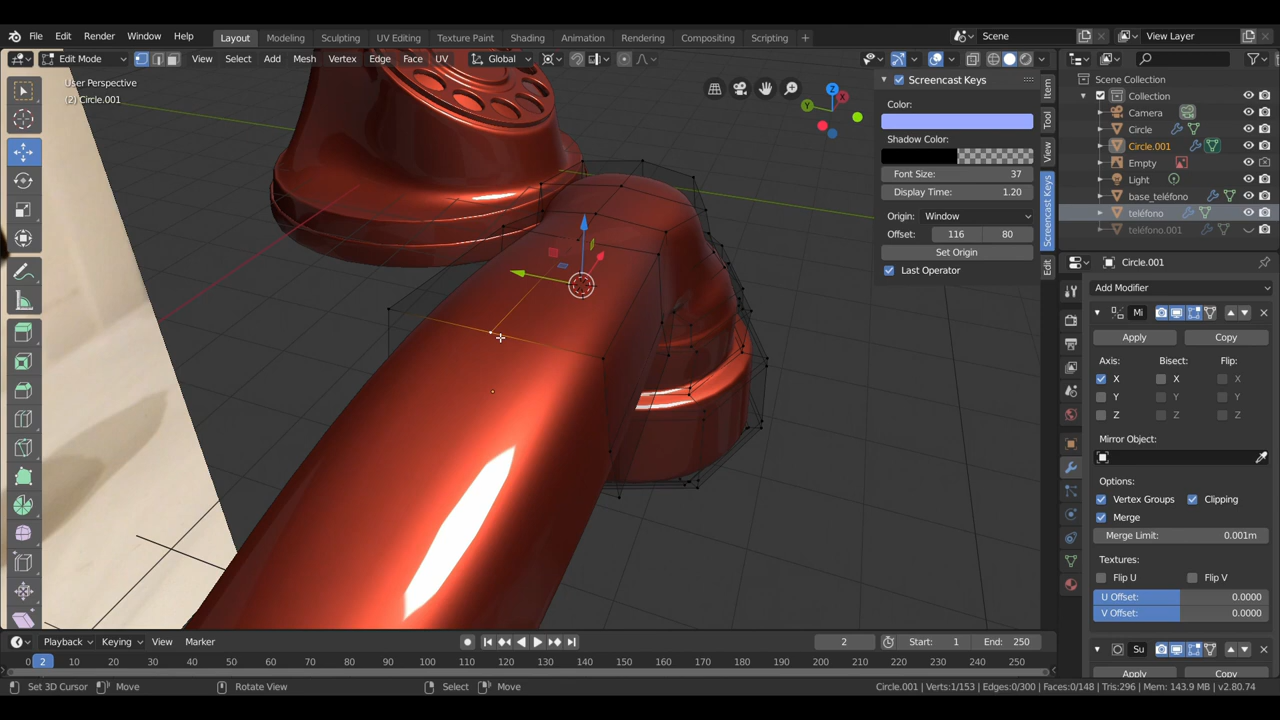 File Edit Render Window Help Layout Modeling Sculpting UV Editing Texture Paint Shading Animation Rendering Compositing Scripting + Scene View Layer
Edit Mode View Select Add Mesh Vertex Edge Face UV Global
User Perspective
(2) Circle.001
Z
X
Y
Screencast Keys
Color:
Shadow Color:
Font Size: 37
Display Time: 1.20
Origin: Window
Offset: 116 80
Set Origin
Last Operator
Item
Tool
View
Screencast Keys
Edit
Scene Collection
Collection
Camera
Circle
Circle.001
Empty
Light
base_teléfono
teléfono
teléfono.001
Circle.001
Add Modifier
Mi
Apply Copy
Axis: Bisect: Flip:
X X X
Y Y Y
Z Z Z
Mirror Object:
Options:
Vertex Groups Clipping
Merge
Merge Limit: 0.001m
Textures:
Flip U Flip V
U Offset: 0.0000
V Offset: 0.0000
Su
Apply Copy
Playback Keying View Marker 2 Start: 1 End: 250
0 2 10 20 30 40 50 60 70 80 90 100 110 120 130 140 150 160 170 180 190 200 210 220 230 240 250
Set 3D Cursor Move Rotate View Select Move Circle.001 | Verts:1/153 | Edges:0/300 | Faces:0/148 | Tris:296 | Mem: 143.9 MB | v2.80.74